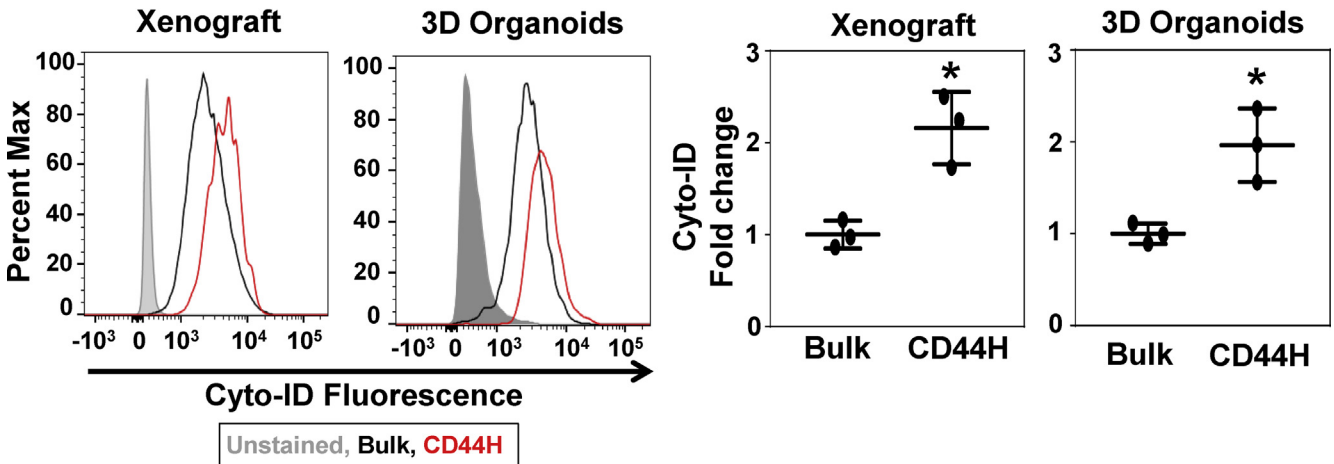 Xenograft
3D Organoids
Percent Max
100
80
60
40
20
0
-10³ 0 10³ 10⁴ 10⁵
100
80
60
40
20
0
-10³ 0 10³ 10⁴ 10⁵
Cyto-ID Fluorescence
Unstained, Bulk, CD44H
Xenograft
3D Organoids
Cyto-ID
Fold change
3
2
1
0
*
Bulk CD44H
3
2
1
0
*
Bulk CD44H